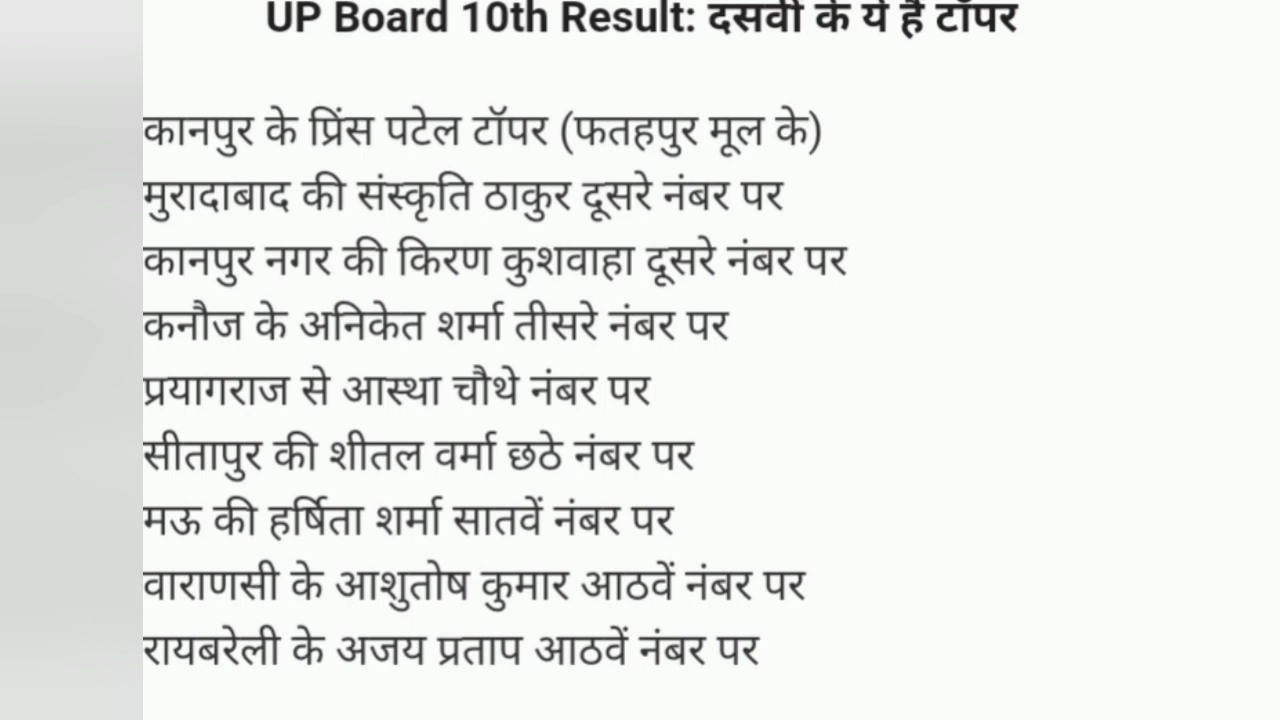 UP Board 10th Result: दसवीं के ये हैं टॉपर
कानपुर के प्रिंस पटेल टॉपर (फतहपुर मूल के)
मुरादाबाद की संस्कृति ठाकुर दूसरे नंबर पर
कानपुर नगर की किरण कुशवाहा दूसरे नंबर पर
कनौज के अनिकेत शर्मा तीसरे नंबर पर
प्रयागराज से आस्था चौथे नंबर पर
सीतापुर की शीतल वर्मा छठे नंबर पर
मऊ की हर्षिता शर्मा सातवें नंबर पर
वाराणसी के आशुतोष कुमार आठवें नंबर पर
रायबरेली के अजय प्रताप आठवें नंबर पर